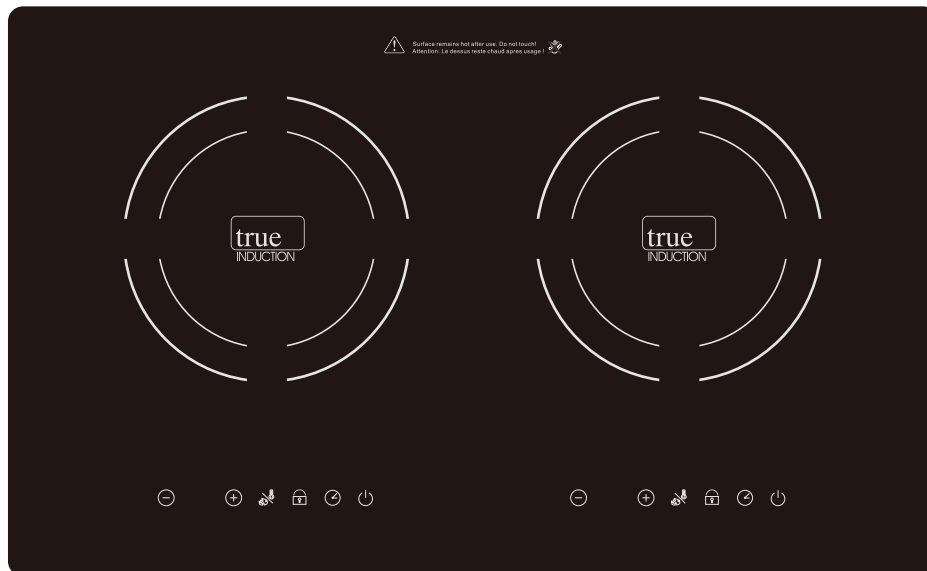 Surface remains hot after use. Do not touch!
Attention: Le dessus reste chaud apres usage !
true
INDUCTION
true
INDUCTION